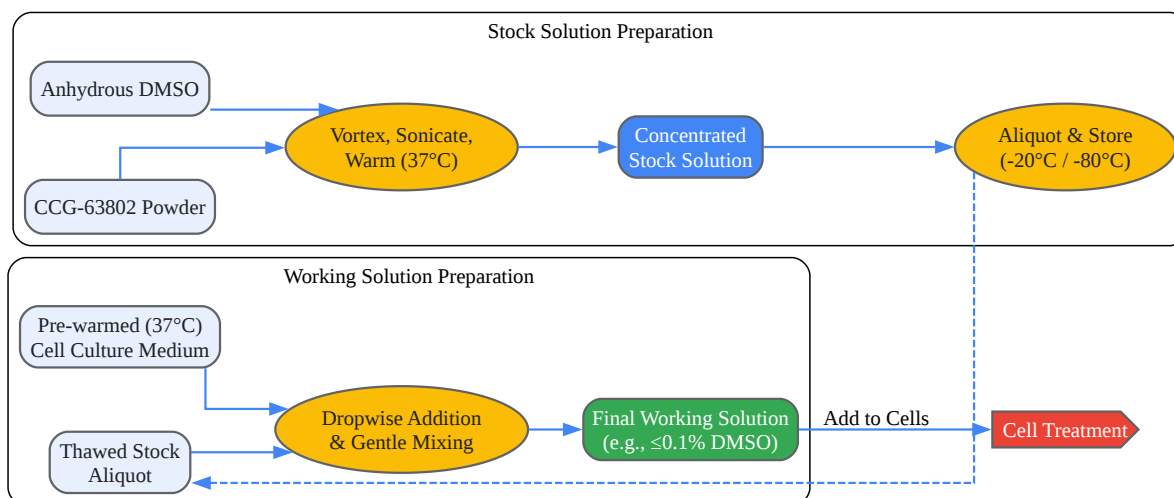 Stock Solution Preparation
Anhydrous DMSO
CCG-63802 Powder
Vortex, Sonicate,
Warm (37°C)
Concentrated
Stock Solution
Aliquot & Store
(-20°C / -80°C)
Working Solution Preparation
Pre-warmed (37°C)
Cell Culture Medium
Thawed Stock
Aliquot
Dropwise Addition
& Gentle Mixing
Final Working Solution
(e.g., ≤0.1% DMSO)
Add to Cells
Cell Treatment